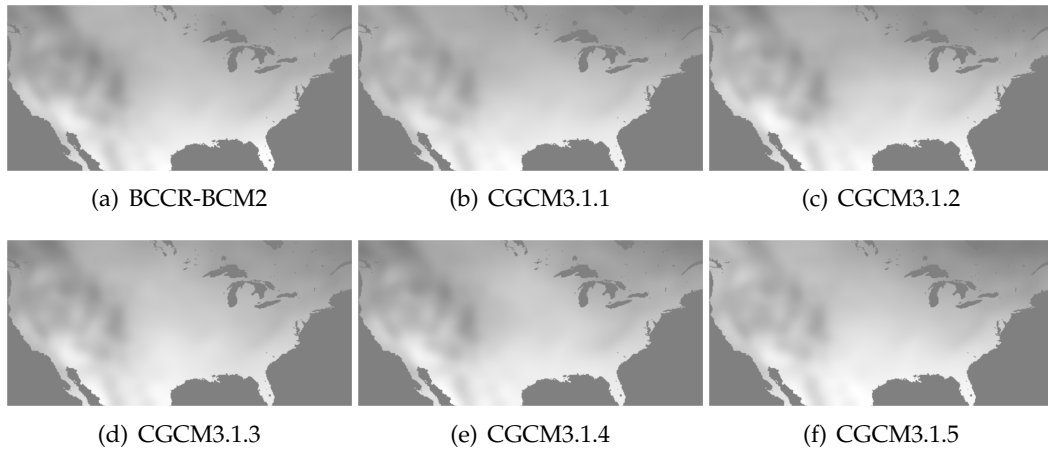 (a) BCCR-BCM2
(b) CGCM3.1.1
(c) CGCM3.1.2
(d) CGCM3.1.3
(e) CGCM3.1.4
(f) CGCM3.1.5